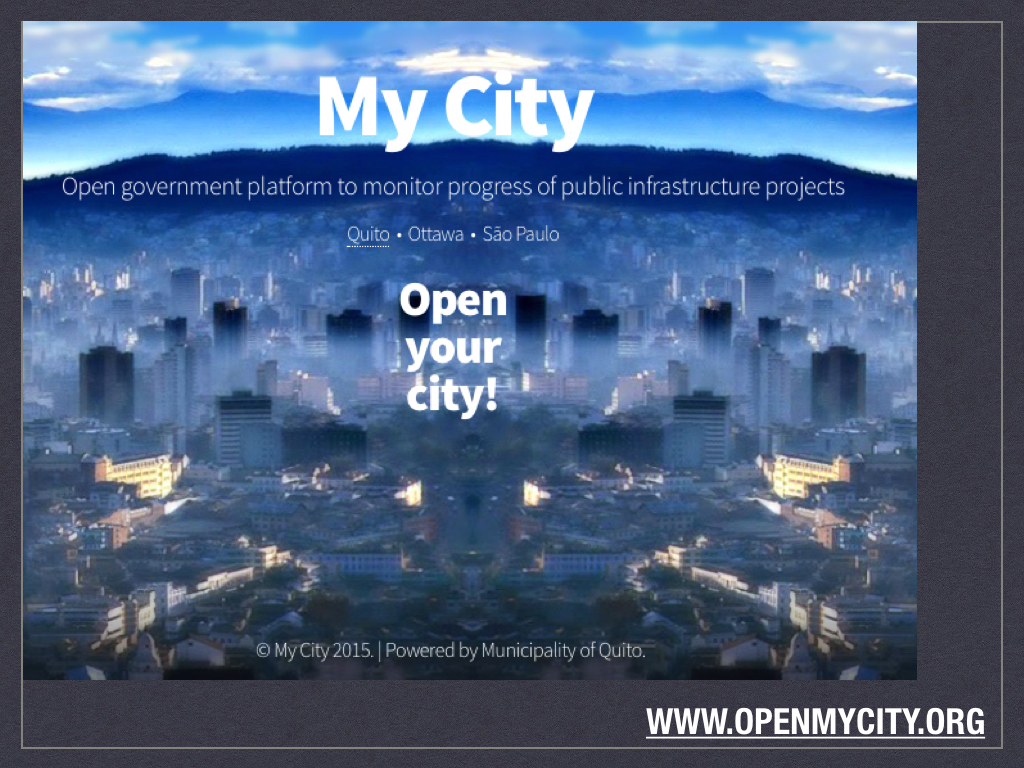 My City
Open government platform to monitor progress of public infrastructure projects
Quito • Ottawa • São Paulo
Open
your
city!
© My City 2015. | Powered by Municipality of Quito.
WWW.OPENMYCITY.ORG